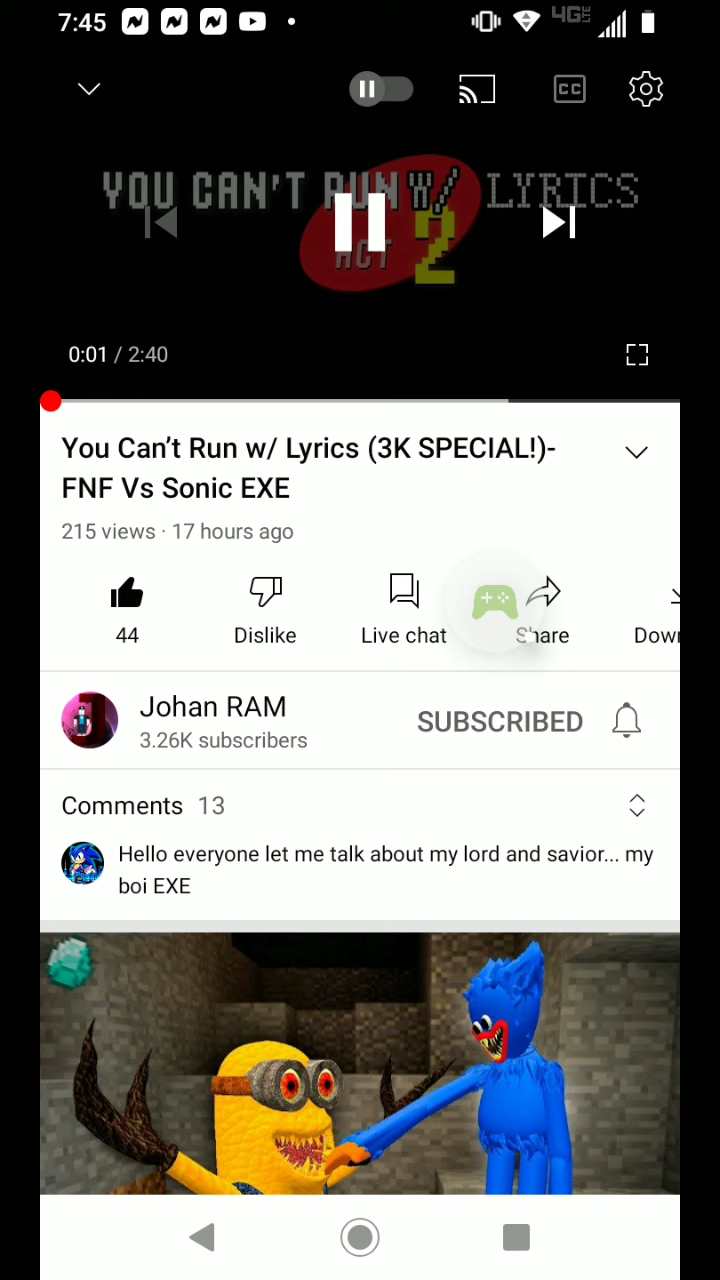 7:45
4G LTE
CC
YOU CAN'T RUN W/ LYRICS
ACT 2
0:01 / 2:40
You Can’t Run w/ Lyrics (3K SPECIAL!)-
FNF Vs Sonic EXE
215 views · 17 hours ago
44
Dislike
Live chat
Share
Down
Johan RAM
3.26K subscribers
SUBSCRIBED
Comments 13
Hello everyone let me talk about my lord and savior... my
boi EXE